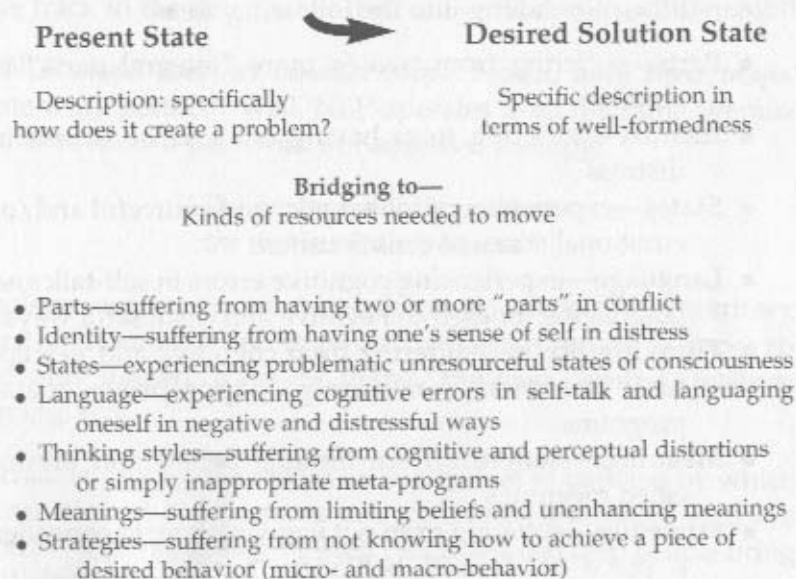 Present State
Desired Solution State
Description: specifically
how does it create a problem?
Specific description in
terms of well-formedness
Bridging to—
Kinds of resources needed to move
• Parts—suffering from having two or more “parts” in conflict
• Identity—suffering from having one’s sense of self in distress
• States—experiencing problematic unresourceful states of consciousness
• Language—experiencing cognitive errors in self-talk and languaging
oneself in negative and distressful ways
• Thinking styles—suffering from cognitive and perceptual distortions
or simply inappropriate meta-programs
• Meanings—suffering from limiting beliefs and unenhancing meanings
• Strategies—suffering from not knowing how to achieve a piece of
desired behavior (micro- and macro-behavior)